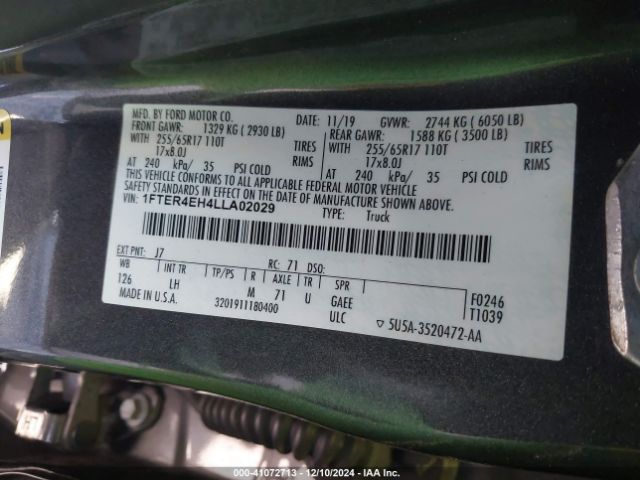 MFD. BY FORD MOTOR CO. DATE: 11/19 GVWR: 2744 KG ( 6050 LB)
FRONT GAWR: 1329 KG ( 2930 LB) REAR GAWR: 1588 KG ( 3500 LB)
WITH 255/65R17 110T TIRES WITH 255/65R17 110T TIRES
17x8.0J RIMS 17x8.0J RIMS
AT 240 kPa/ 35 PSI COLD AT 240 kPa/ 35 PSI COLD
THIS VEHICLE CONFORMS TO ALL APPLICABLE FEDERAL MOTOR VEHICLE
SAFETY STANDARDS IN EFFECT ON THE DATE OF MANUFACTURE SHOWN ABOVE.
VIN: 1FTER4EH4LLA02029
TYPE: Truck
EXT PNT: J7 RC: 71 DSO:
WB INT TR TP/PS R AXLE TR SPR
126 LH M 71 U GAEE F0246
MADE IN U.S.A. 3201911180400 ULC T1039
▽ 5U5A-3520472-AA
000-41072713 - 12/10/2024 - IAA Inc.